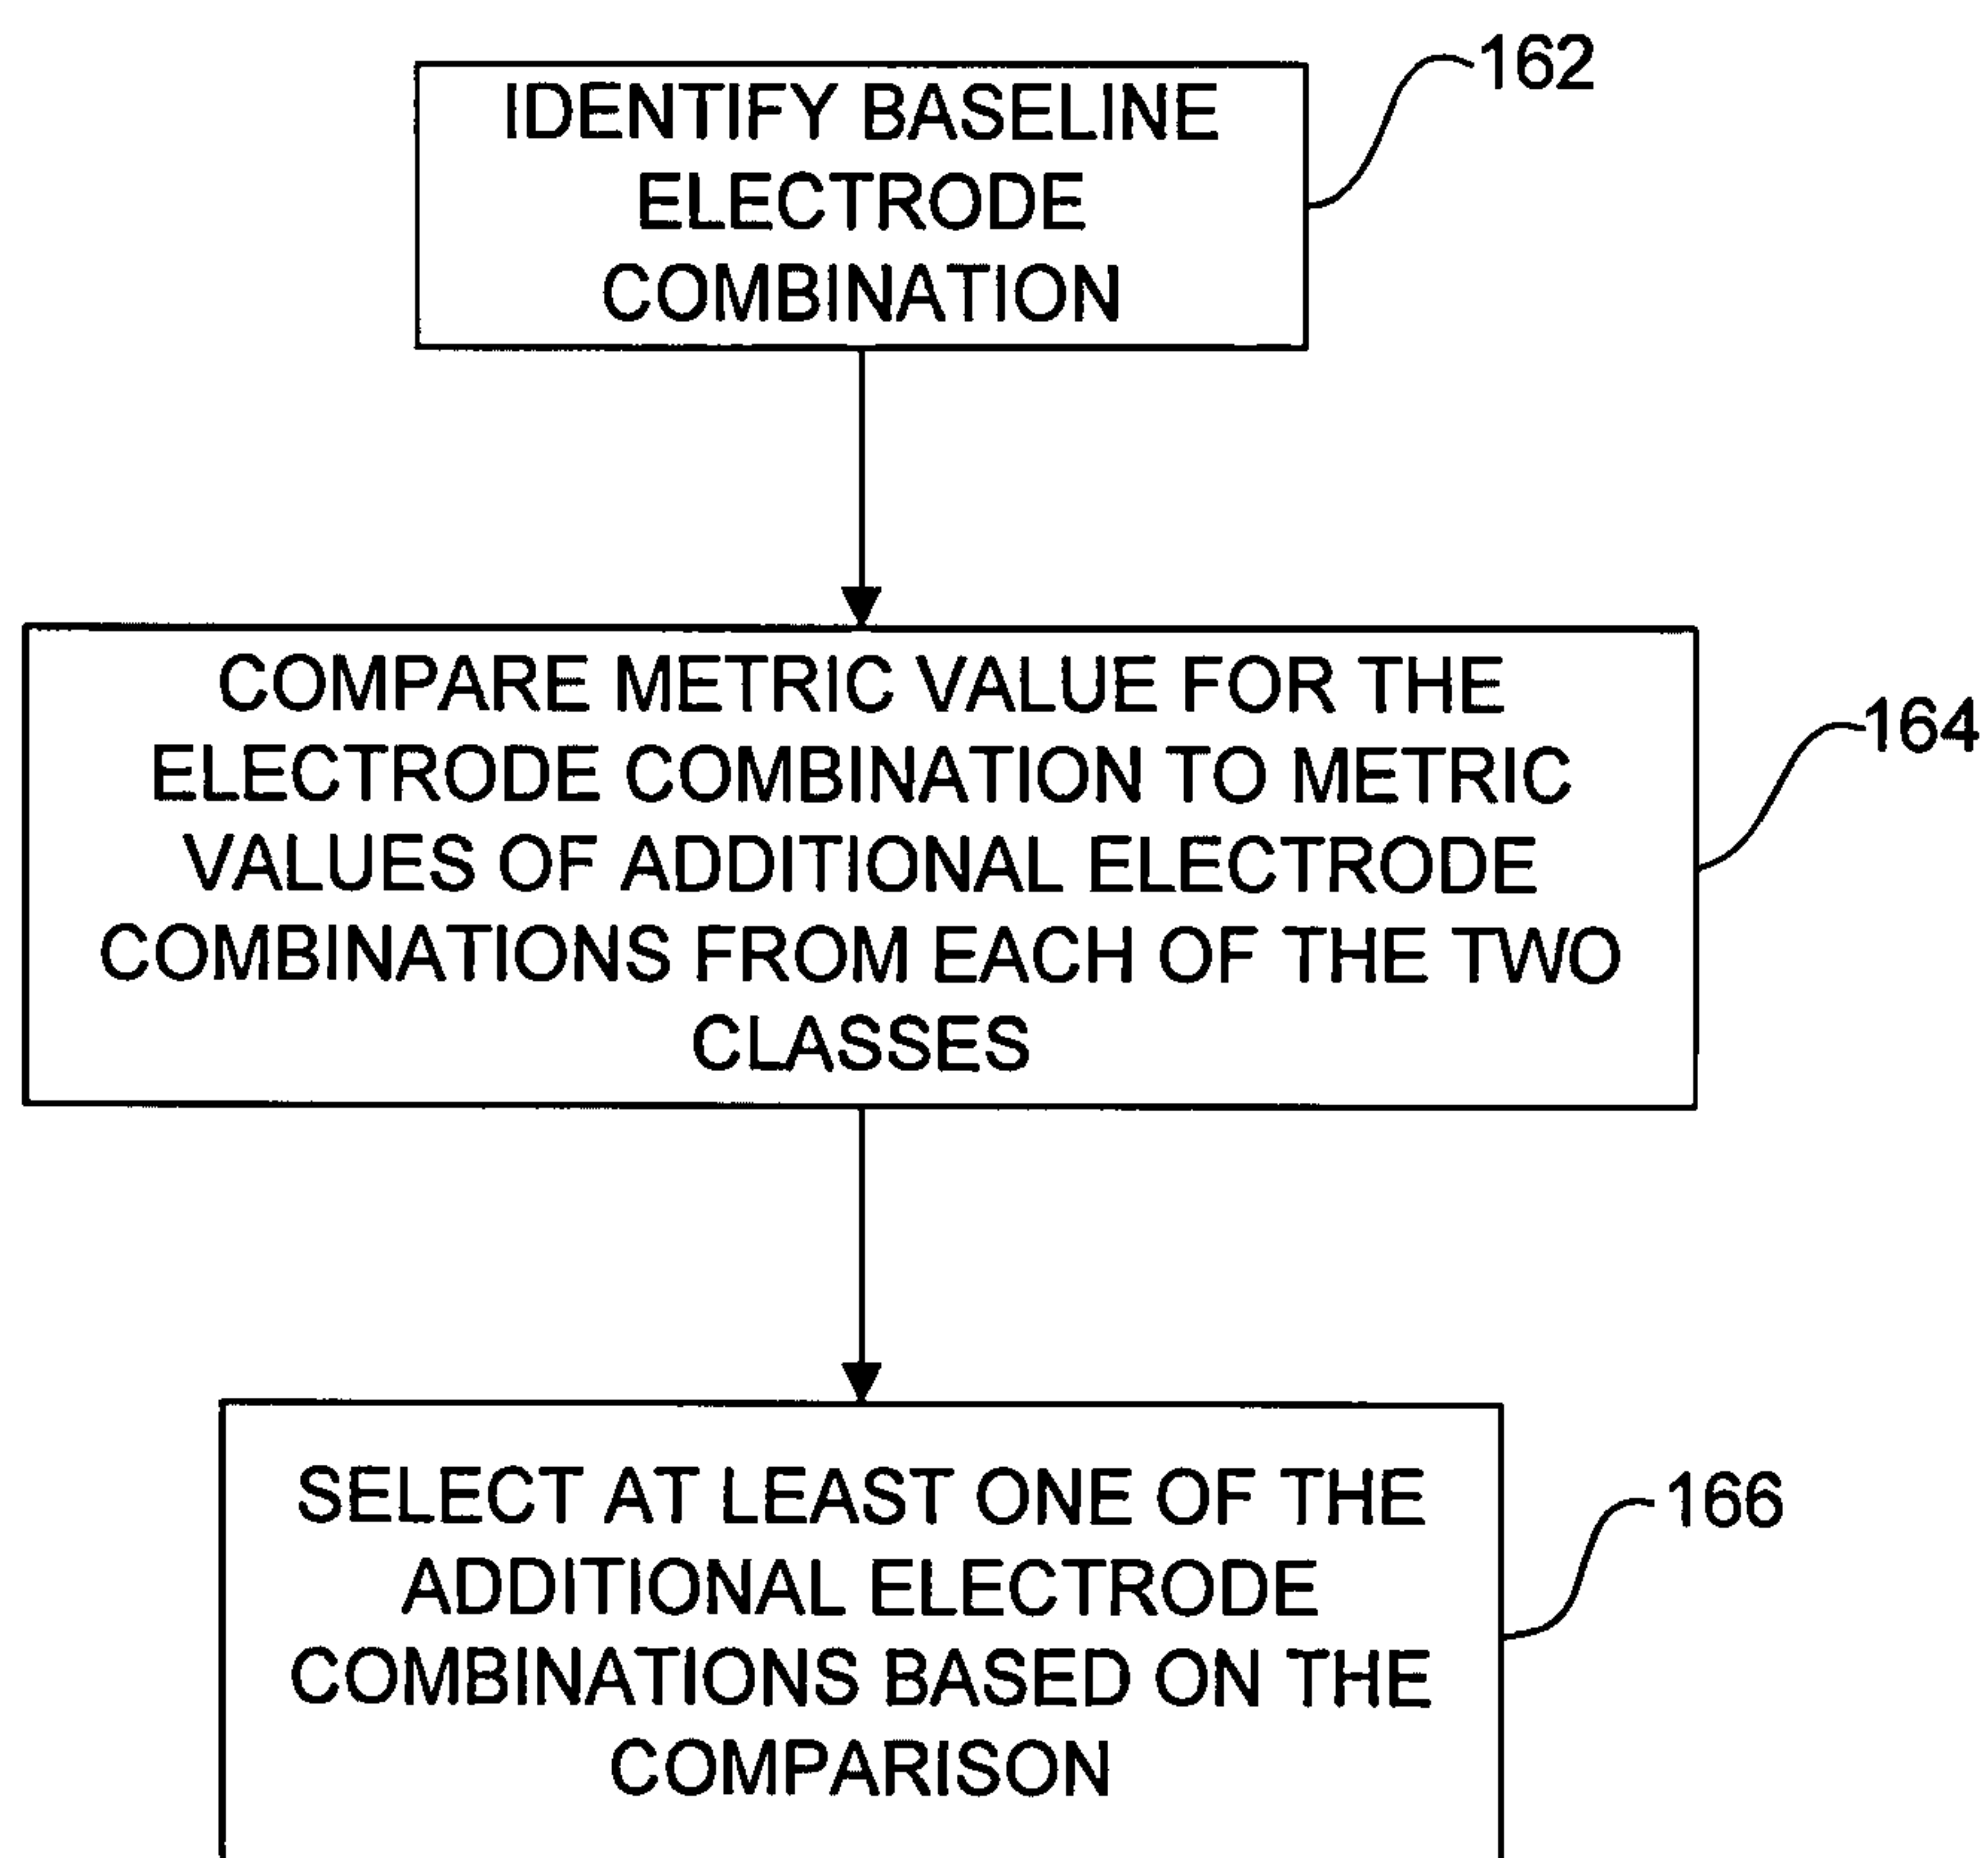 162
IDENTIFY BASELINE
ELECTRODE
COMBINATION
164
COMPARE METRIC VALUE FOR THE
ELECTRODE COMBINATION TO METRIC
VALUES OF ADDITIONAL ELECTRODE
COMBINATIONS FROM EACH OF THE TWO
CLASSES
166
SELECT AT LEAST ONE OF THE
ADDITIONAL ELECTRODE
COMBINATIONS BASED ON THE
COMPARISON